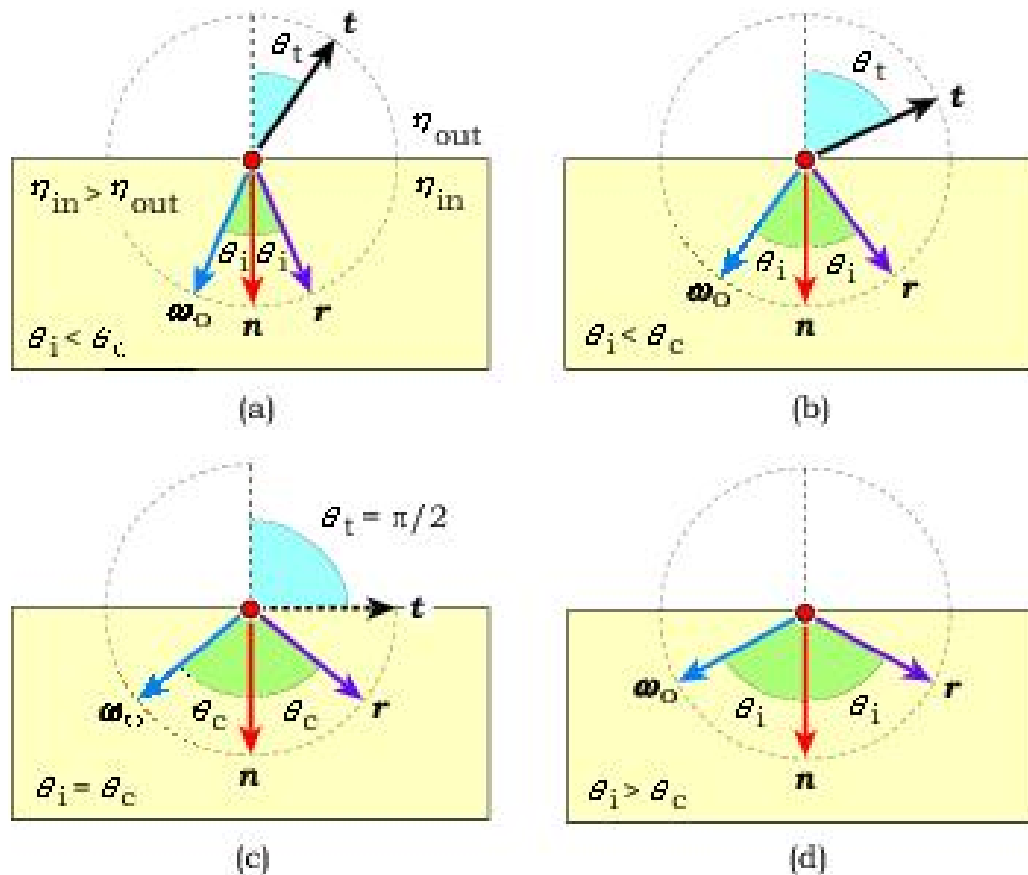 θt t
ηout
ηin > ηout ηin
θi θi
ωo n r
θi < θc
(a)
θt
t
θi θi
ωo n r
θi < θc
(b)
θt = π/2
t
θc θc
ωo n r
θi = θc
(c)
θi θi
ωo n r
θi > θc
(d)